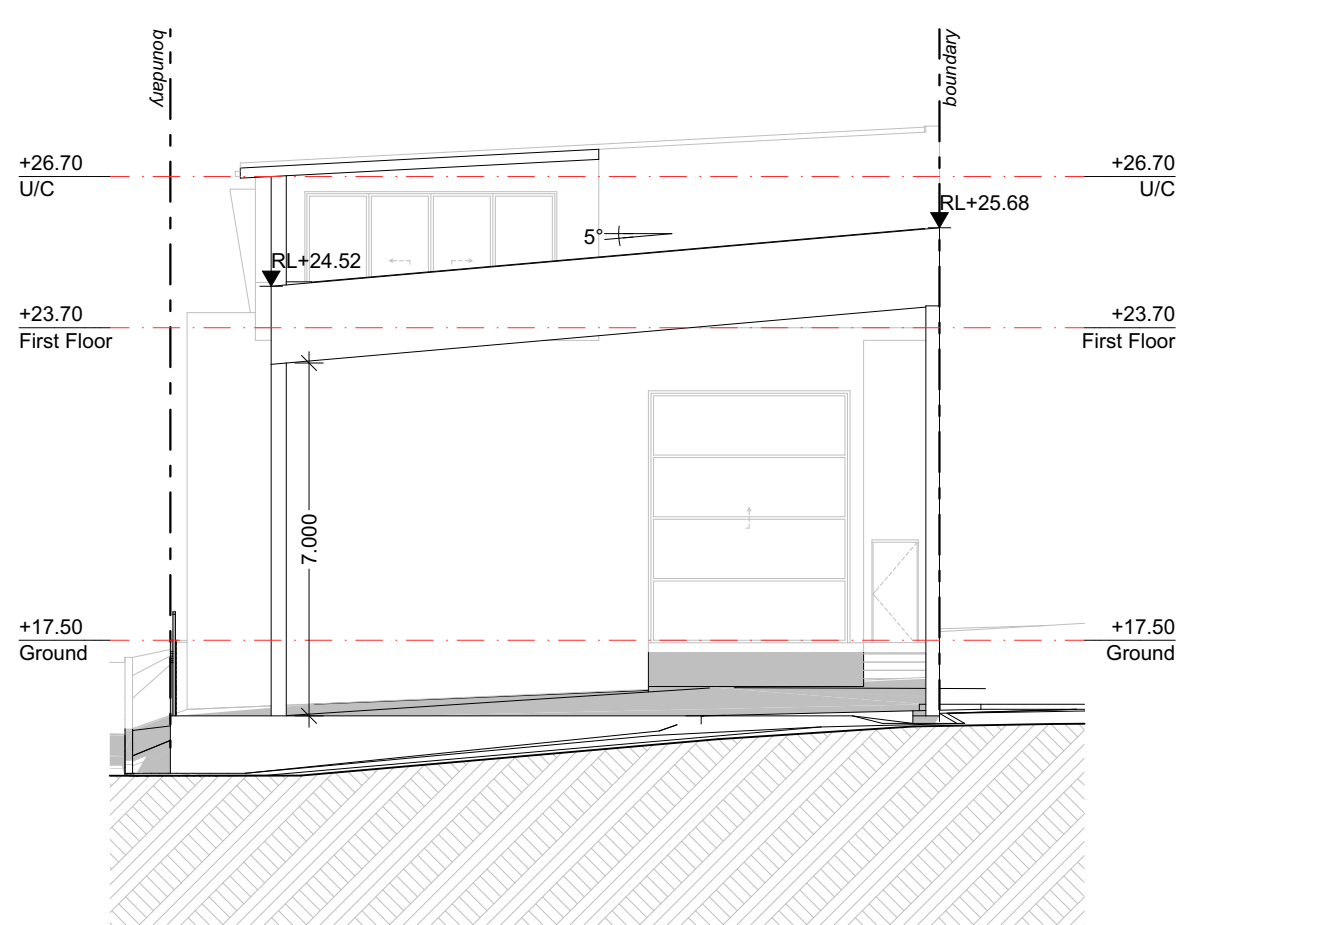 boundary
boundary
+26.70
U/C
+26.70
U/C
RL+25.68
5°
RL+24.52
+23.70
First Floor
+23.70
First Floor
7.000
+17.50
Ground
+17.50
Ground